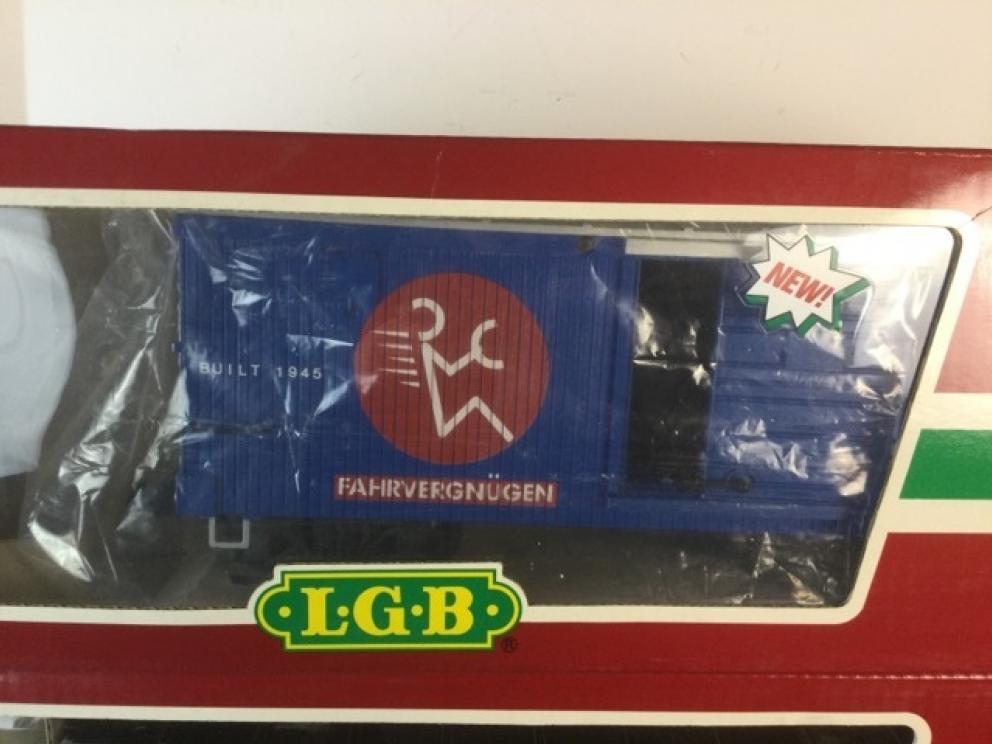 NEW!
BUILT 1945
FAHRVERGNÜGEN
L·G·B
®